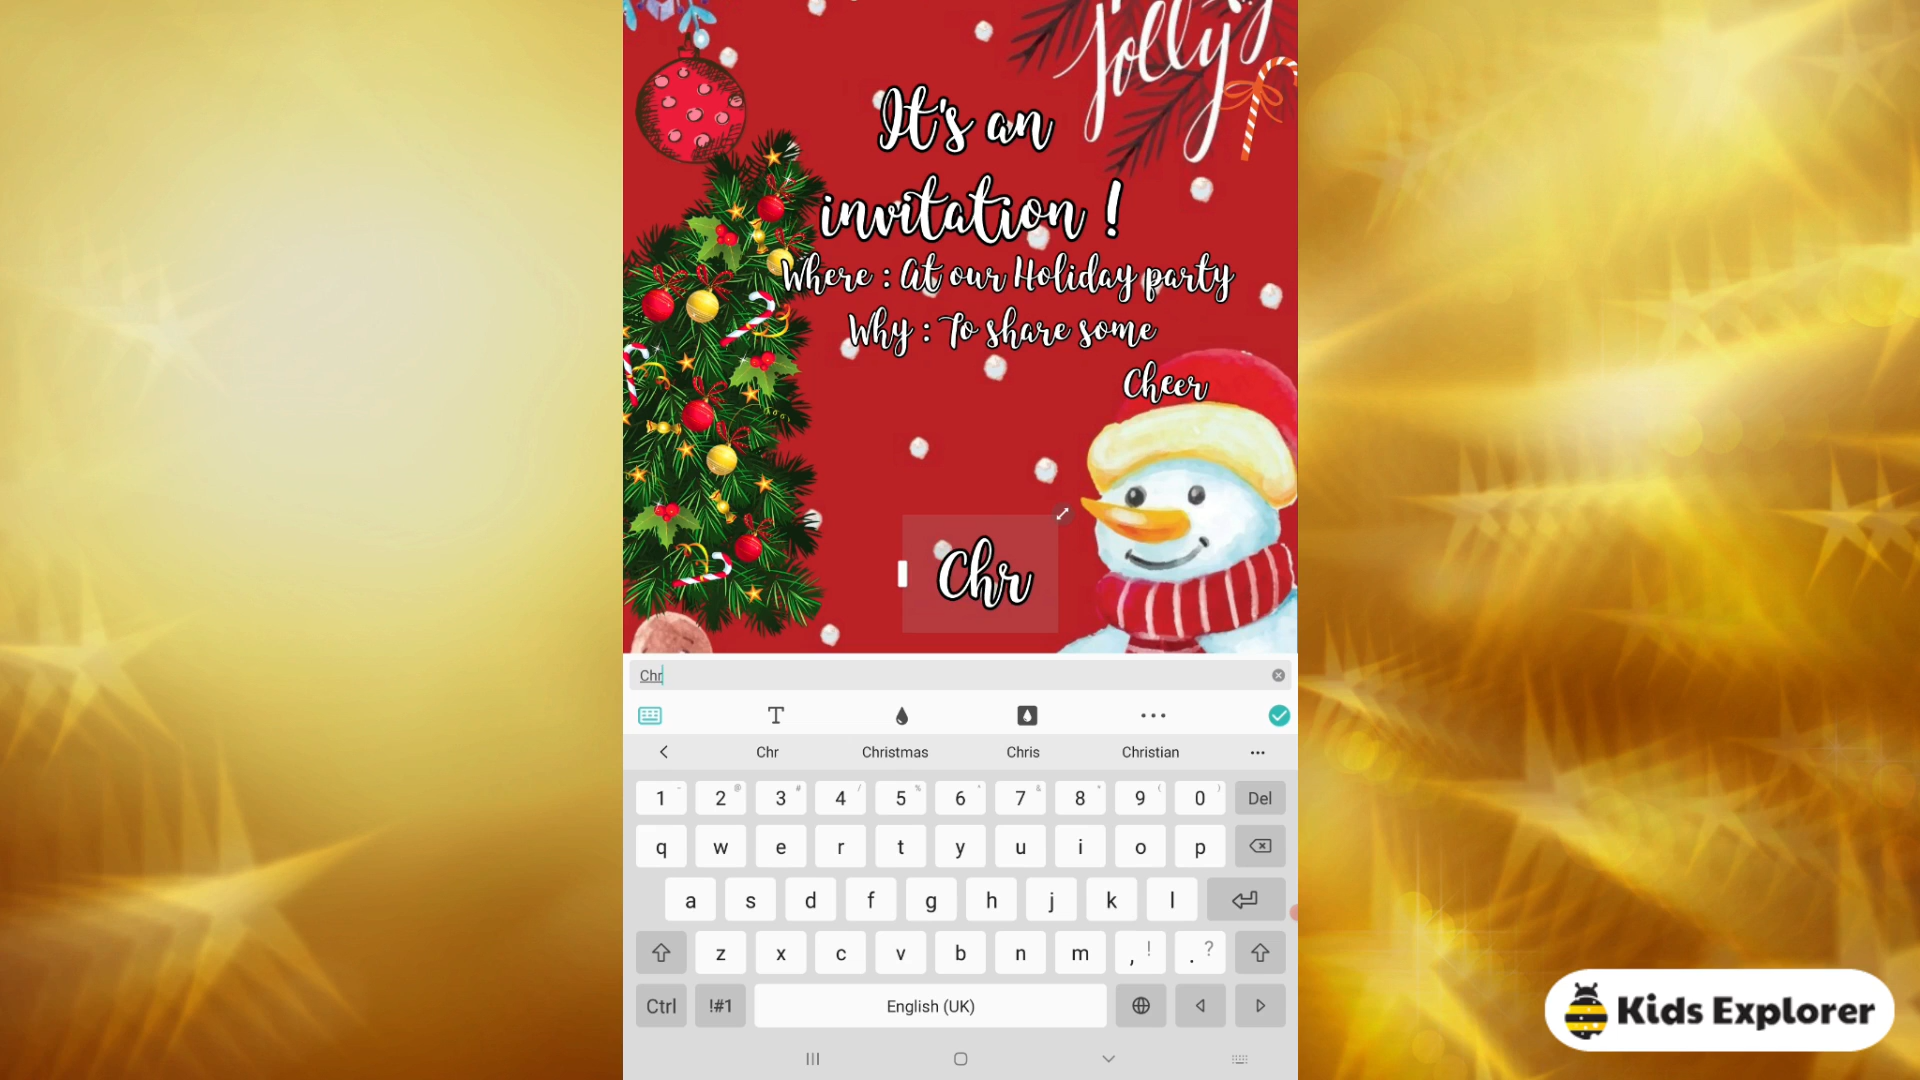 Jolly
It's an
invitation !
Where : At our Holiday party
Why : To share some
Cheer
Chr
Chr
T
Chr Christmas Chris Christian
1 2 3 4 5 6 7 8 9 0 Del
q w e r t y u i o p
a s d f g h j k l
z x c v b n m , ! . ?
Ctrl !#1 English (UK)
Kids Explorer